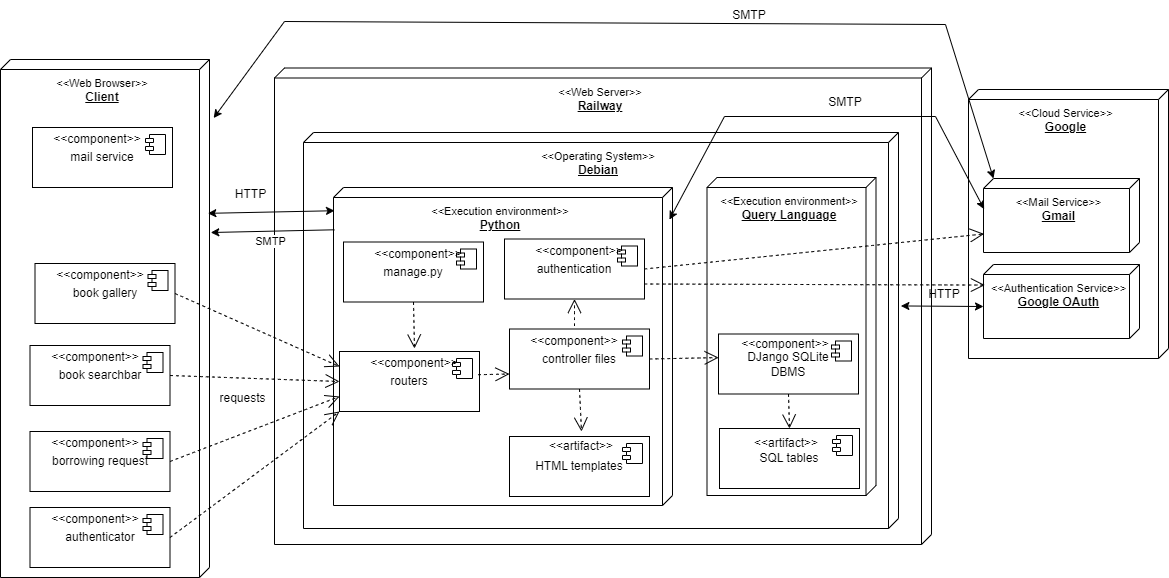 SMTP
<<Web Browser>>
Client
<<component>>
mail service
<<component>>
book gallery
<<component>>
book searchbar
<<component>>
borrowing request
<<component>>
authenticator
HTTP
SMTP
requests
<<Web Server>>
Railway
<<Operating System>>
Debian
<<Execution environment>>
Python
<<component>>
manage.py
<<component>>
authentication
<<component>>
routers
<<component>>
controller files
<<artifact>>
HTML templates
<<Execution environment>>
Query Language
<<component>>
DJango SQLite
DBMS
<<artifact>>
SQL tables
SMTP
HTTP
<<Cloud Service>>
Google
<<Mail Service>>
Gmail
<<Authentication Service>>
Google OAuth